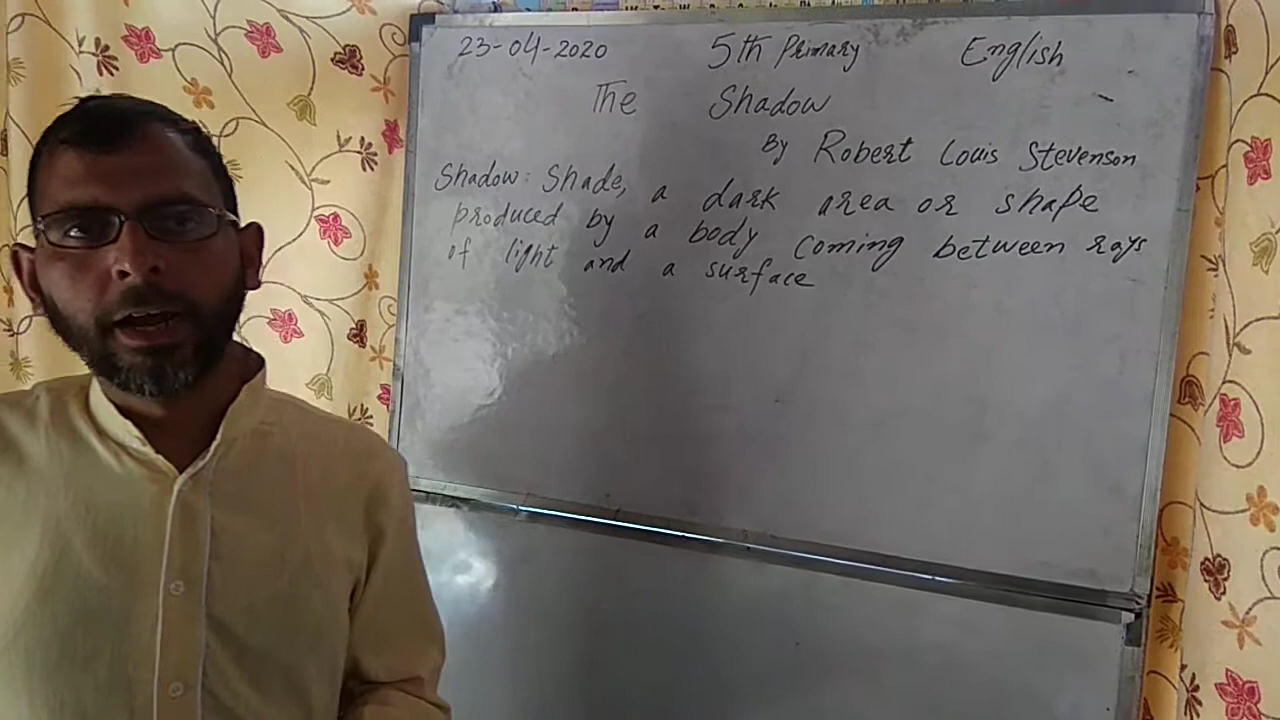 23-04-2020 5th Primary English
The Shadow
By Robert Louis Stevenson
Shadow: Shade, a dark area or shape
produced by a body coming between rays
of light and a surface